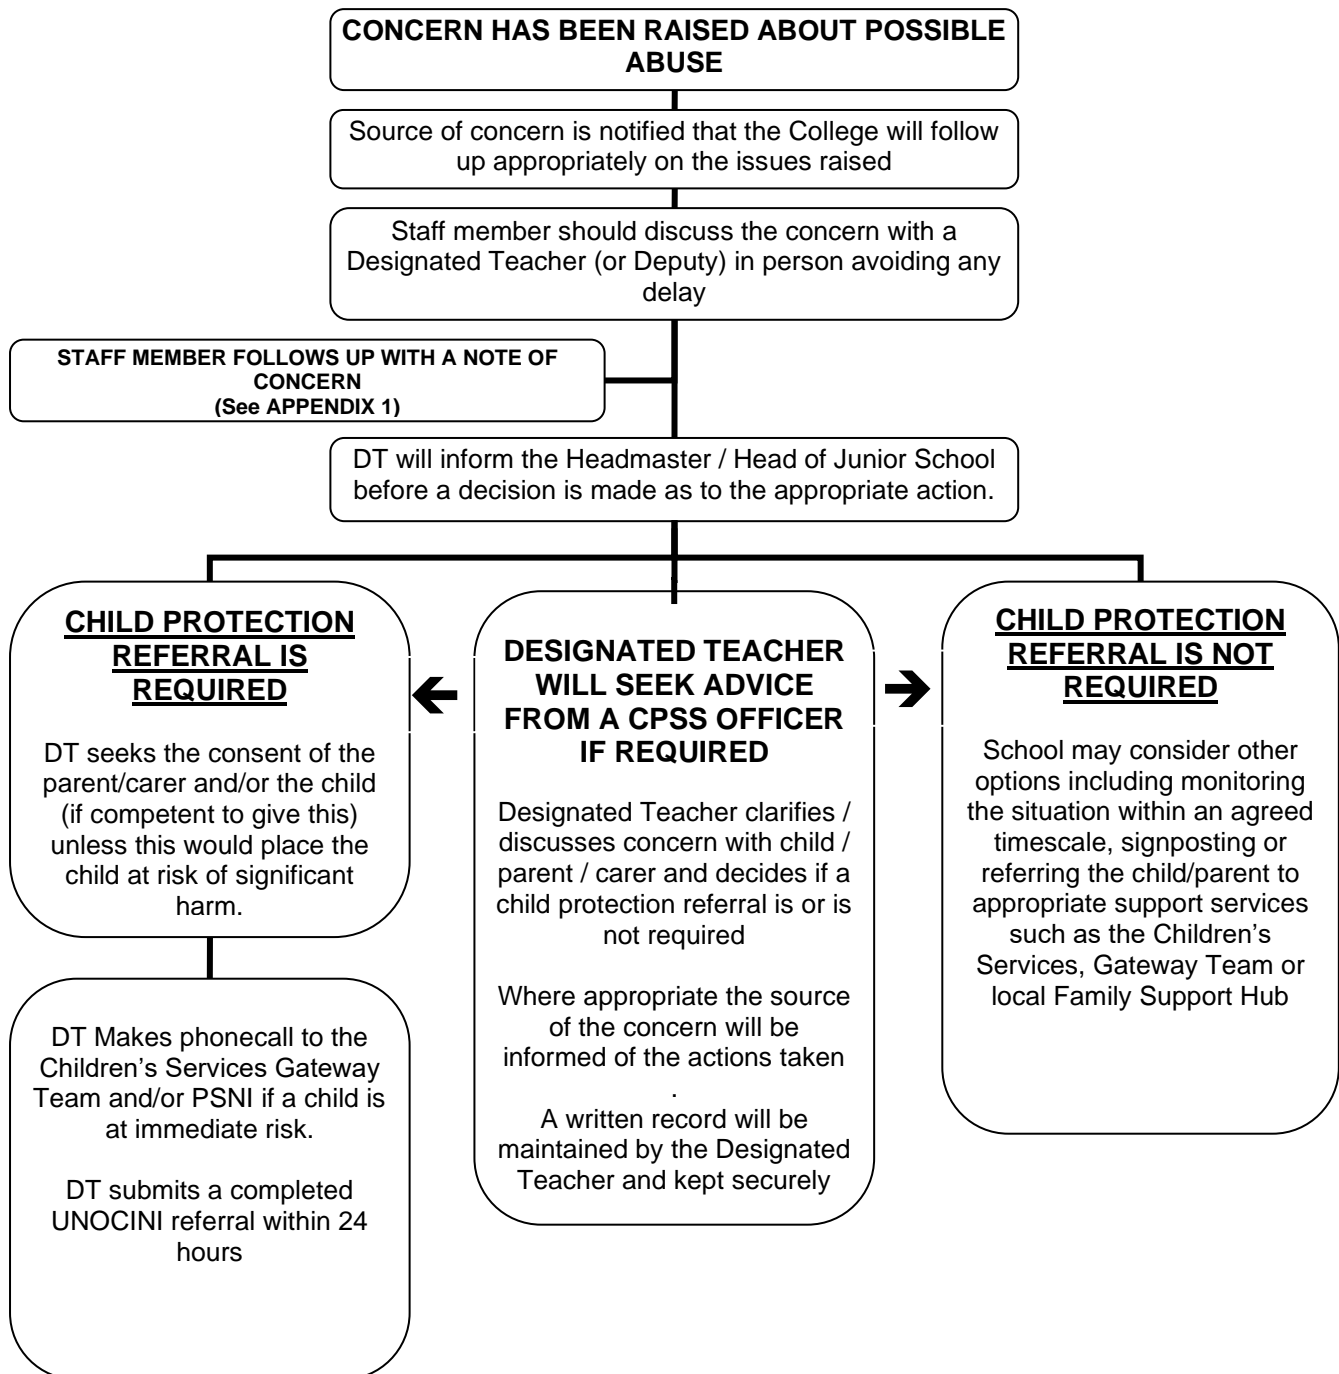 CONCERN HAS BEEN RAISED ABOUT POSSIBLE
ABUSE
Source of concern is notified that the College will follow
up appropriately on the issues raised
Staff member should discuss the concern with a
Designated Teacher (or Deputy) in person avoiding any
delay
STAFF MEMBER FOLLOWS UP WITH A NOTE OF
CONCERN
(See APPENDIX 1)
DT will inform the Headmaster / Head of Junior School
before a decision is made as to the appropriate action.
CHILD PROTECTION
REFERRAL IS
REQUIRED
DT seeks the consent of the
parent/carer and/or the child
(if competent to give this)
unless this would place the
child at risk of significant
harm.
DT Makes phonecall to the
Children’s Services Gateway
Team and/or PSNI if a child is
at immediate risk.
DT submits a completed
UNOCINI referral within 24
hours
DESIGNATED TEACHER
WILL SEEK ADVICE
FROM A CPSS OFFICER
IF REQUIRED
Designated Teacher clarifies /
discusses concern with child /
parent / carer and decides if a
child protection referral is or is
not required
Where appropriate the source
of the concern will be
informed of the actions taken
.
A written record will be
maintained by the Designated
Teacher and kept securely
CHILD PROTECTION
REFERRAL IS NOT
REQUIRED
School may consider other
options including monitoring
the situation within an agreed
timescale, signposting or
referring the child/parent to
appropriate support services
such as the Children’s
Services, Gateway Team or
local Family Support Hub